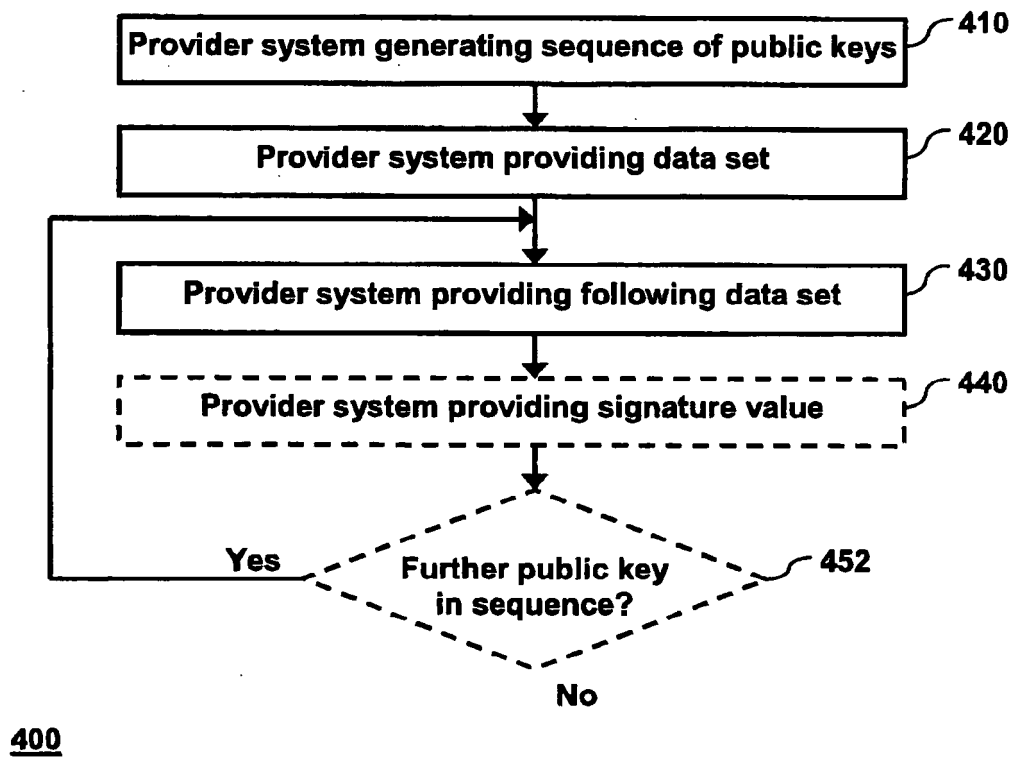 Provider system generating sequence of public keys
410
Provider system providing data set
420
Provider system providing following data set
430
Provider system providing signature value
440
Yes
Further public key
in sequence?
452
No
400